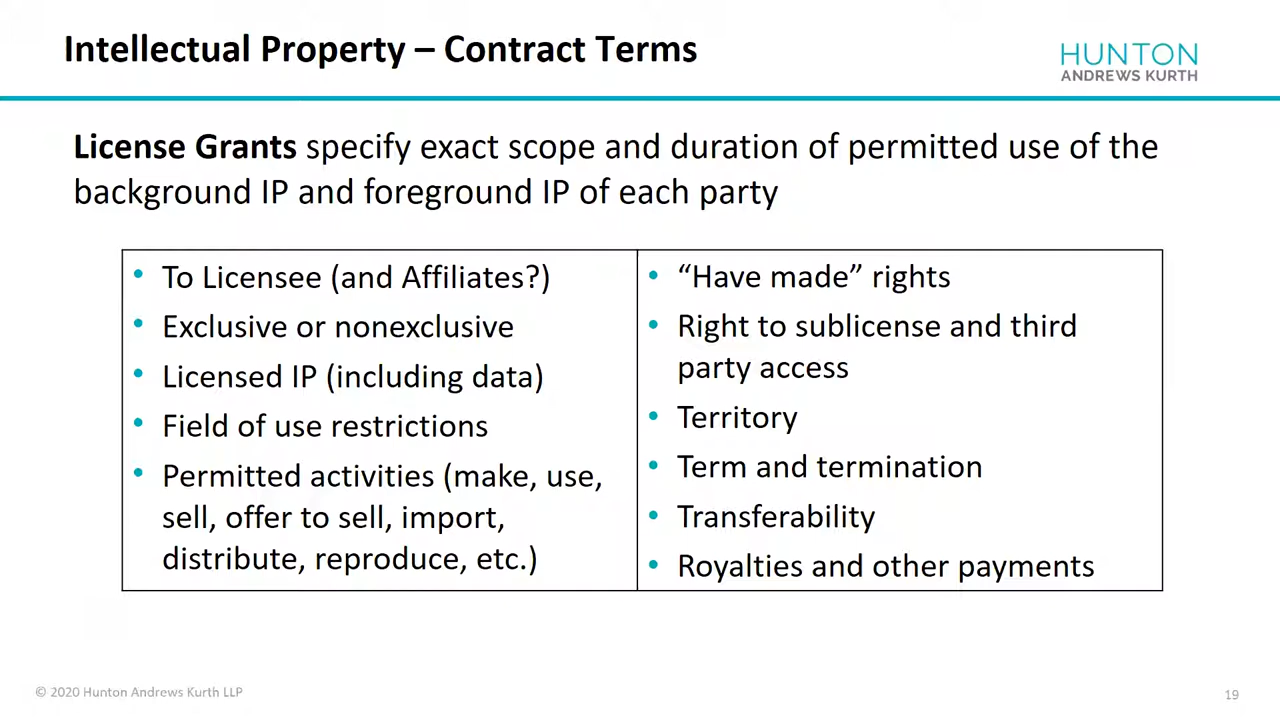 Intellectual Property – Contract Terms
HUNTON
ANDREWS KURTH
License Grants specify exact scope and duration of permitted use of the
background IP and foreground IP of each party
• To Licensee (and Affiliates?)
• Exclusive or nonexclusive
• Licensed IP (including data)
• Field of use restrictions
• Permitted activities (make, use,
sell, offer to sell, import,
distribute, reproduce, etc.)
• “Have made” rights
• Right to sublicense and third
party access
• Territory
• Term and termination
• Transferability
• Royalties and other payments
© 2020 Hunton Andrews Kurth LLP
19